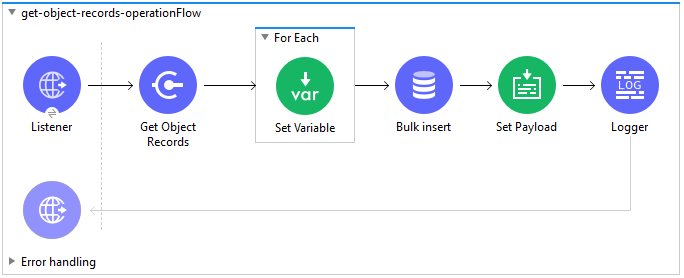 get-object-records-operationFlow
For Each
var
LOG
Listener
Get Object
Records
Set Variable
Bulk insert
Set Payload
Logger
Error handling